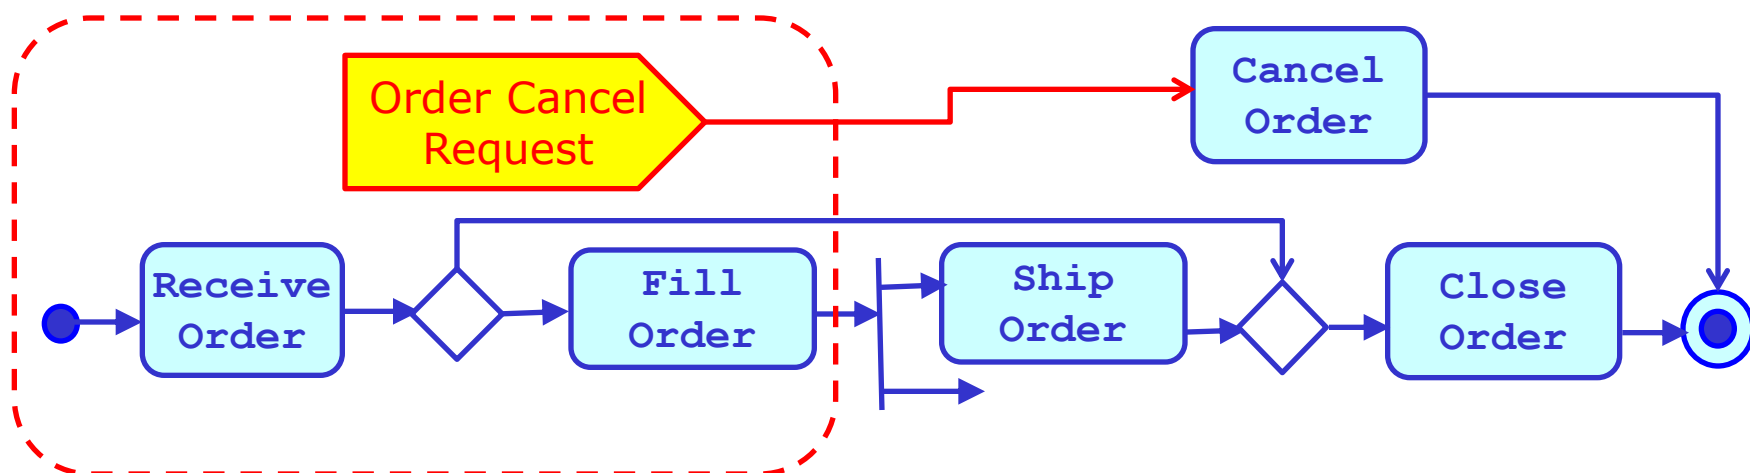 Order Cancel
Request
Cancel
Order
Receive
Order
Fill
Order
Ship
Order
Close
Order